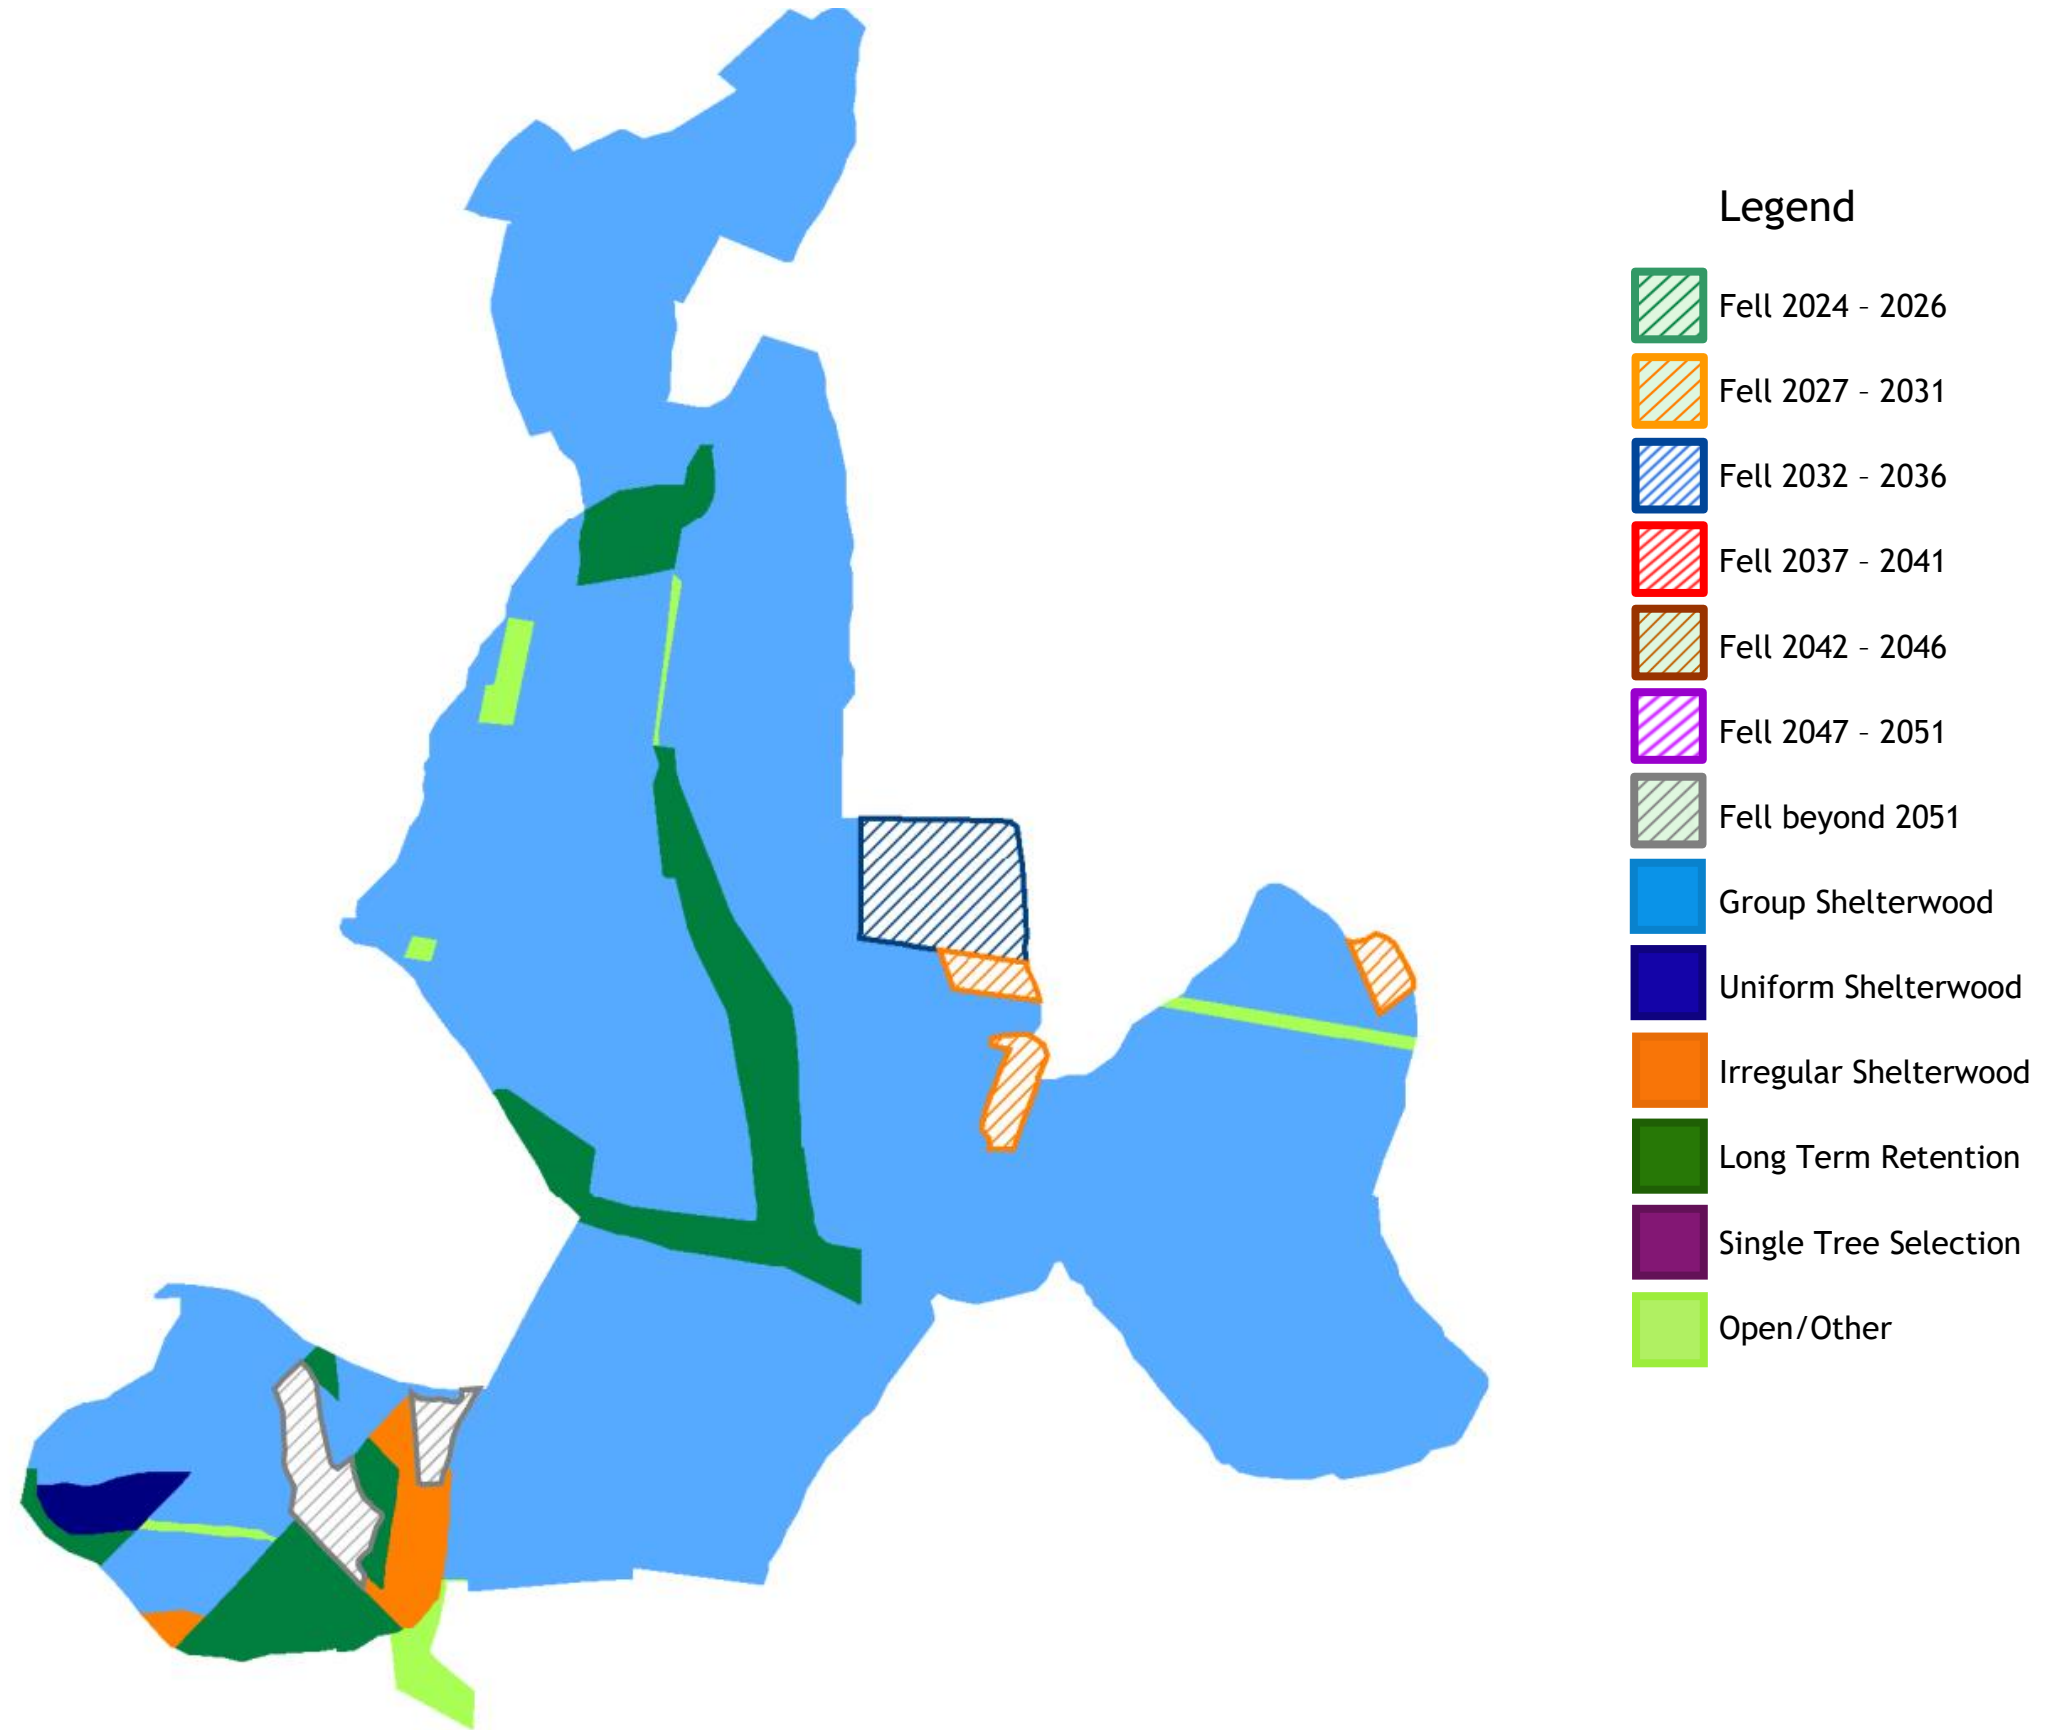 Legend
Fell 2024 – 2026
Fell 2027 – 2031
Fell 2032 – 2036
Fell 2037 – 2041
Fell 2042 – 2046
Fell 2047 – 2051
Fell beyond 2051
Group Shelterwood
Uniform Shelterwood
Irregular Shelterwood
Long Term Retention
Single Tree Selection
Open/Other